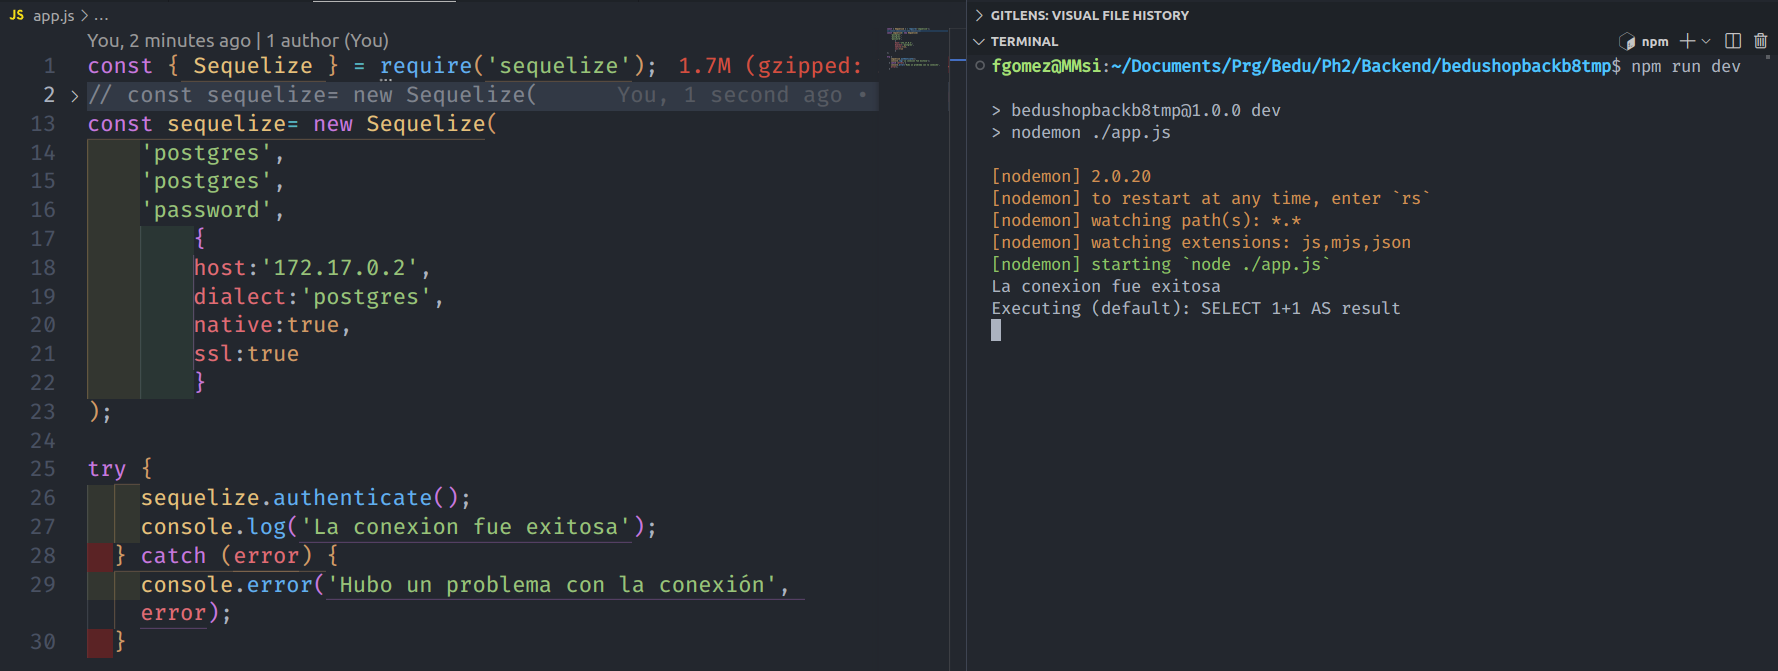 JS app.js > ...
You, 2 minutes ago | 1 author (You)
1 const { Sequelize } = require('sequelize'); 1.7M (gzipped:
2 > // const sequelize= new Sequelize( You, 1 second ago •
13 const sequelize= new Sequelize(
14 'postgres',
15 'postgres',
16 'password',
17 {
18 host:'172.17.0.2',
19 dialect:'postgres',
20 native:true,
21 ssl:true
22 }
23 );
24
25 try {
26 sequelize.authenticate();
27 console.log('La conexion fue exitosa');
28 } catch (error) {
29 console.error('Hubo un problema con la conexión',
error);
30 }
GITLENS: VISUAL FILE HISTORY
TERMINAL
npm
fgomez@MMsi:~/Documents/Prg/Bedu/Ph2/Backend/bedushopbackb8tmp$ npm run dev
> bedushopbackb8tmp@1.0.0 dev
> nodemon ./app.js
[nodemon] 2.0.20
[nodemon] to restart at any time, enter `rs`
[nodemon] watching path(s): *.*
[nodemon] watching extensions: js,mjs,json
[nodemon] starting `node ./app.js`
La conexion fue exitosa
Executing (default): SELECT 1+1 AS result